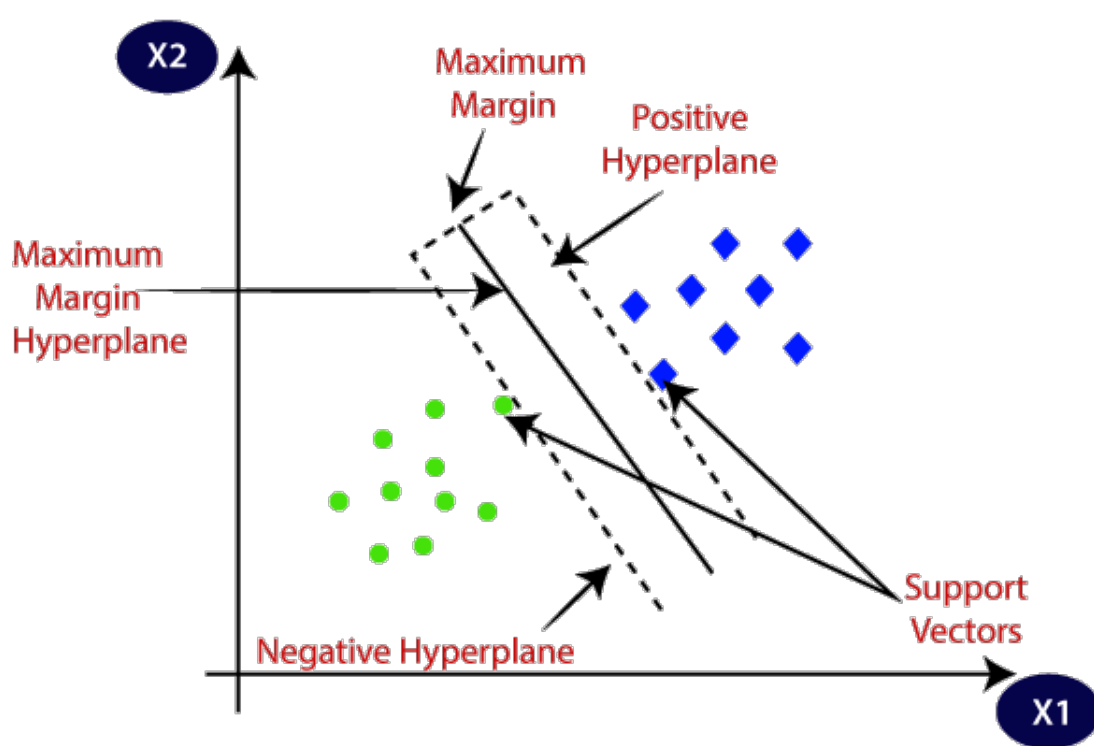 X2
Maximum
Margin
Positive
Hyperplane
Maximum
Margin
Hyperplane
Support
Vectors
Negative Hyperplane
X1